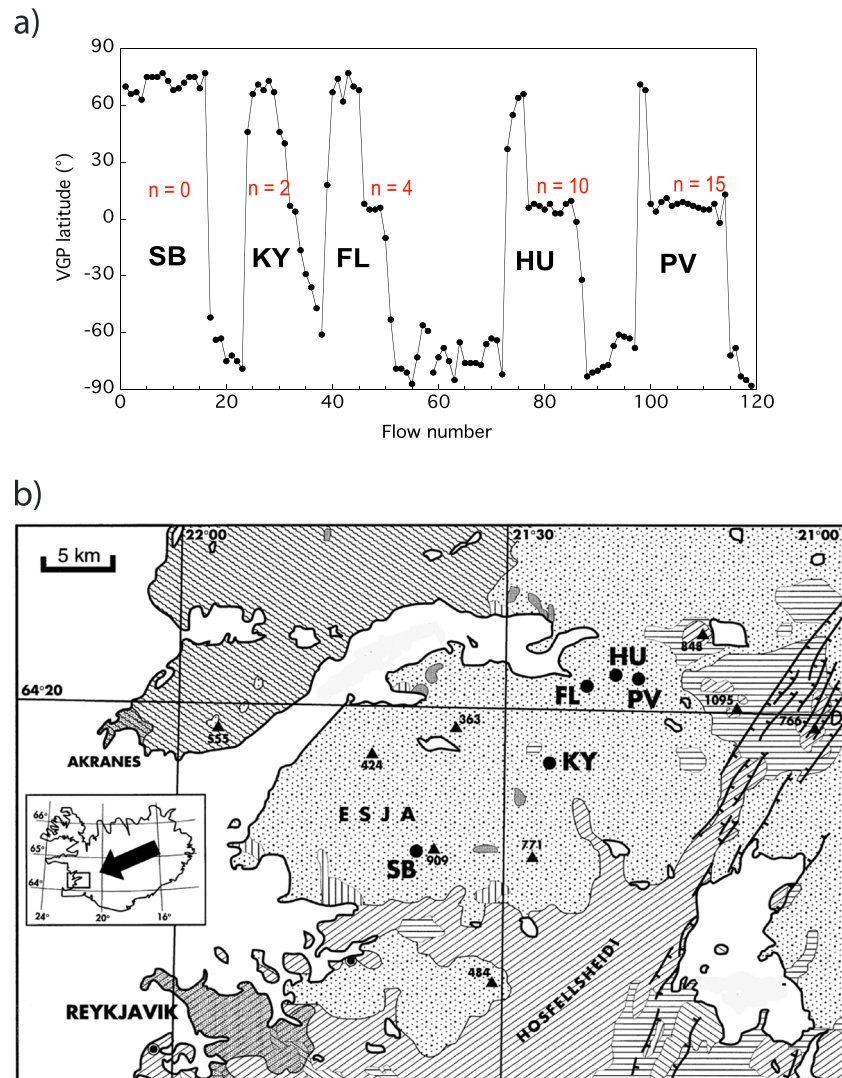 a)
90
60
30
0
-30
-60
-90
VGP latitude (°)
n = 0
n = 2
n = 4
n = 10
n = 15
SB
KY
FL
HU
PV
0
20
40
60
80
100
120
Flow number
b)
22°00
21°30
21°00
5 km
848
HU
FL
PV
64°20
1095
766
D
363
555
AKRANES
424
KY
ESJA
66°
65°
64°
24°
20°
16°
909
SB
771
484
HOSFELLSHEIDI
REYKJAVIK